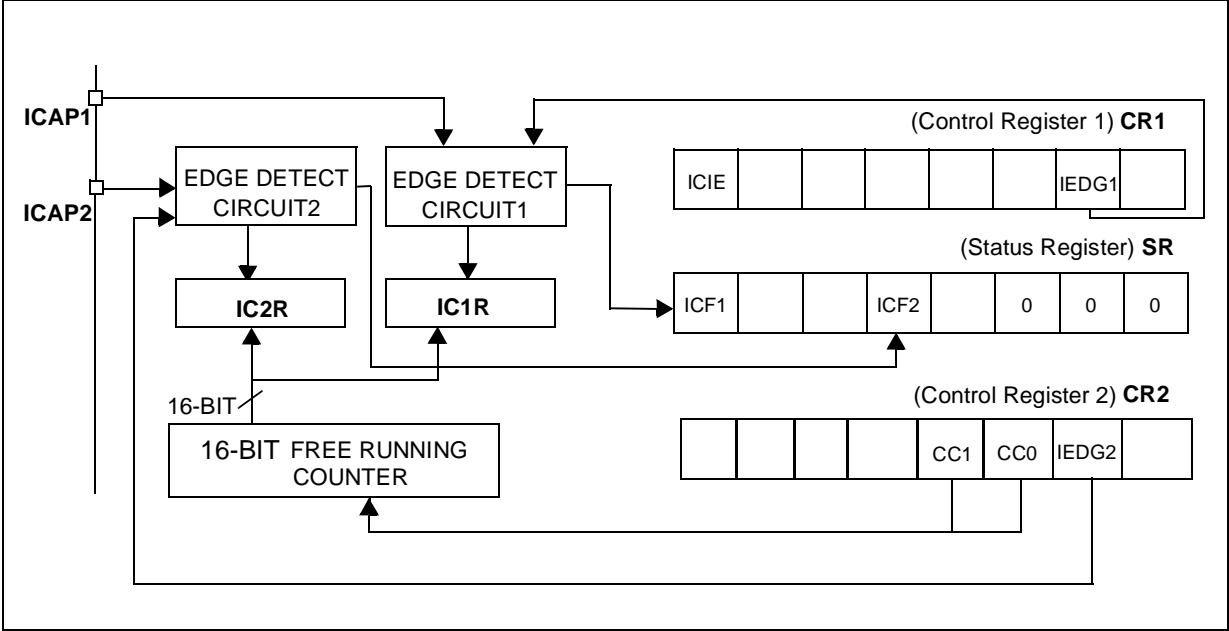 ICAP1
ICAP2
EDGE DETECT
CIRCUIT2
EDGE DETECT
CIRCUIT1
IC2R
IC1R
16-BIT
16-BIT FREE RUNNING
COUNTER
(Control Register 1) CR1
ICIE IEDG1
(Status Register) SR
ICF1 ICF2 0 0 0
(Control Register 2) CR2
CC1 CC0 IEDG2